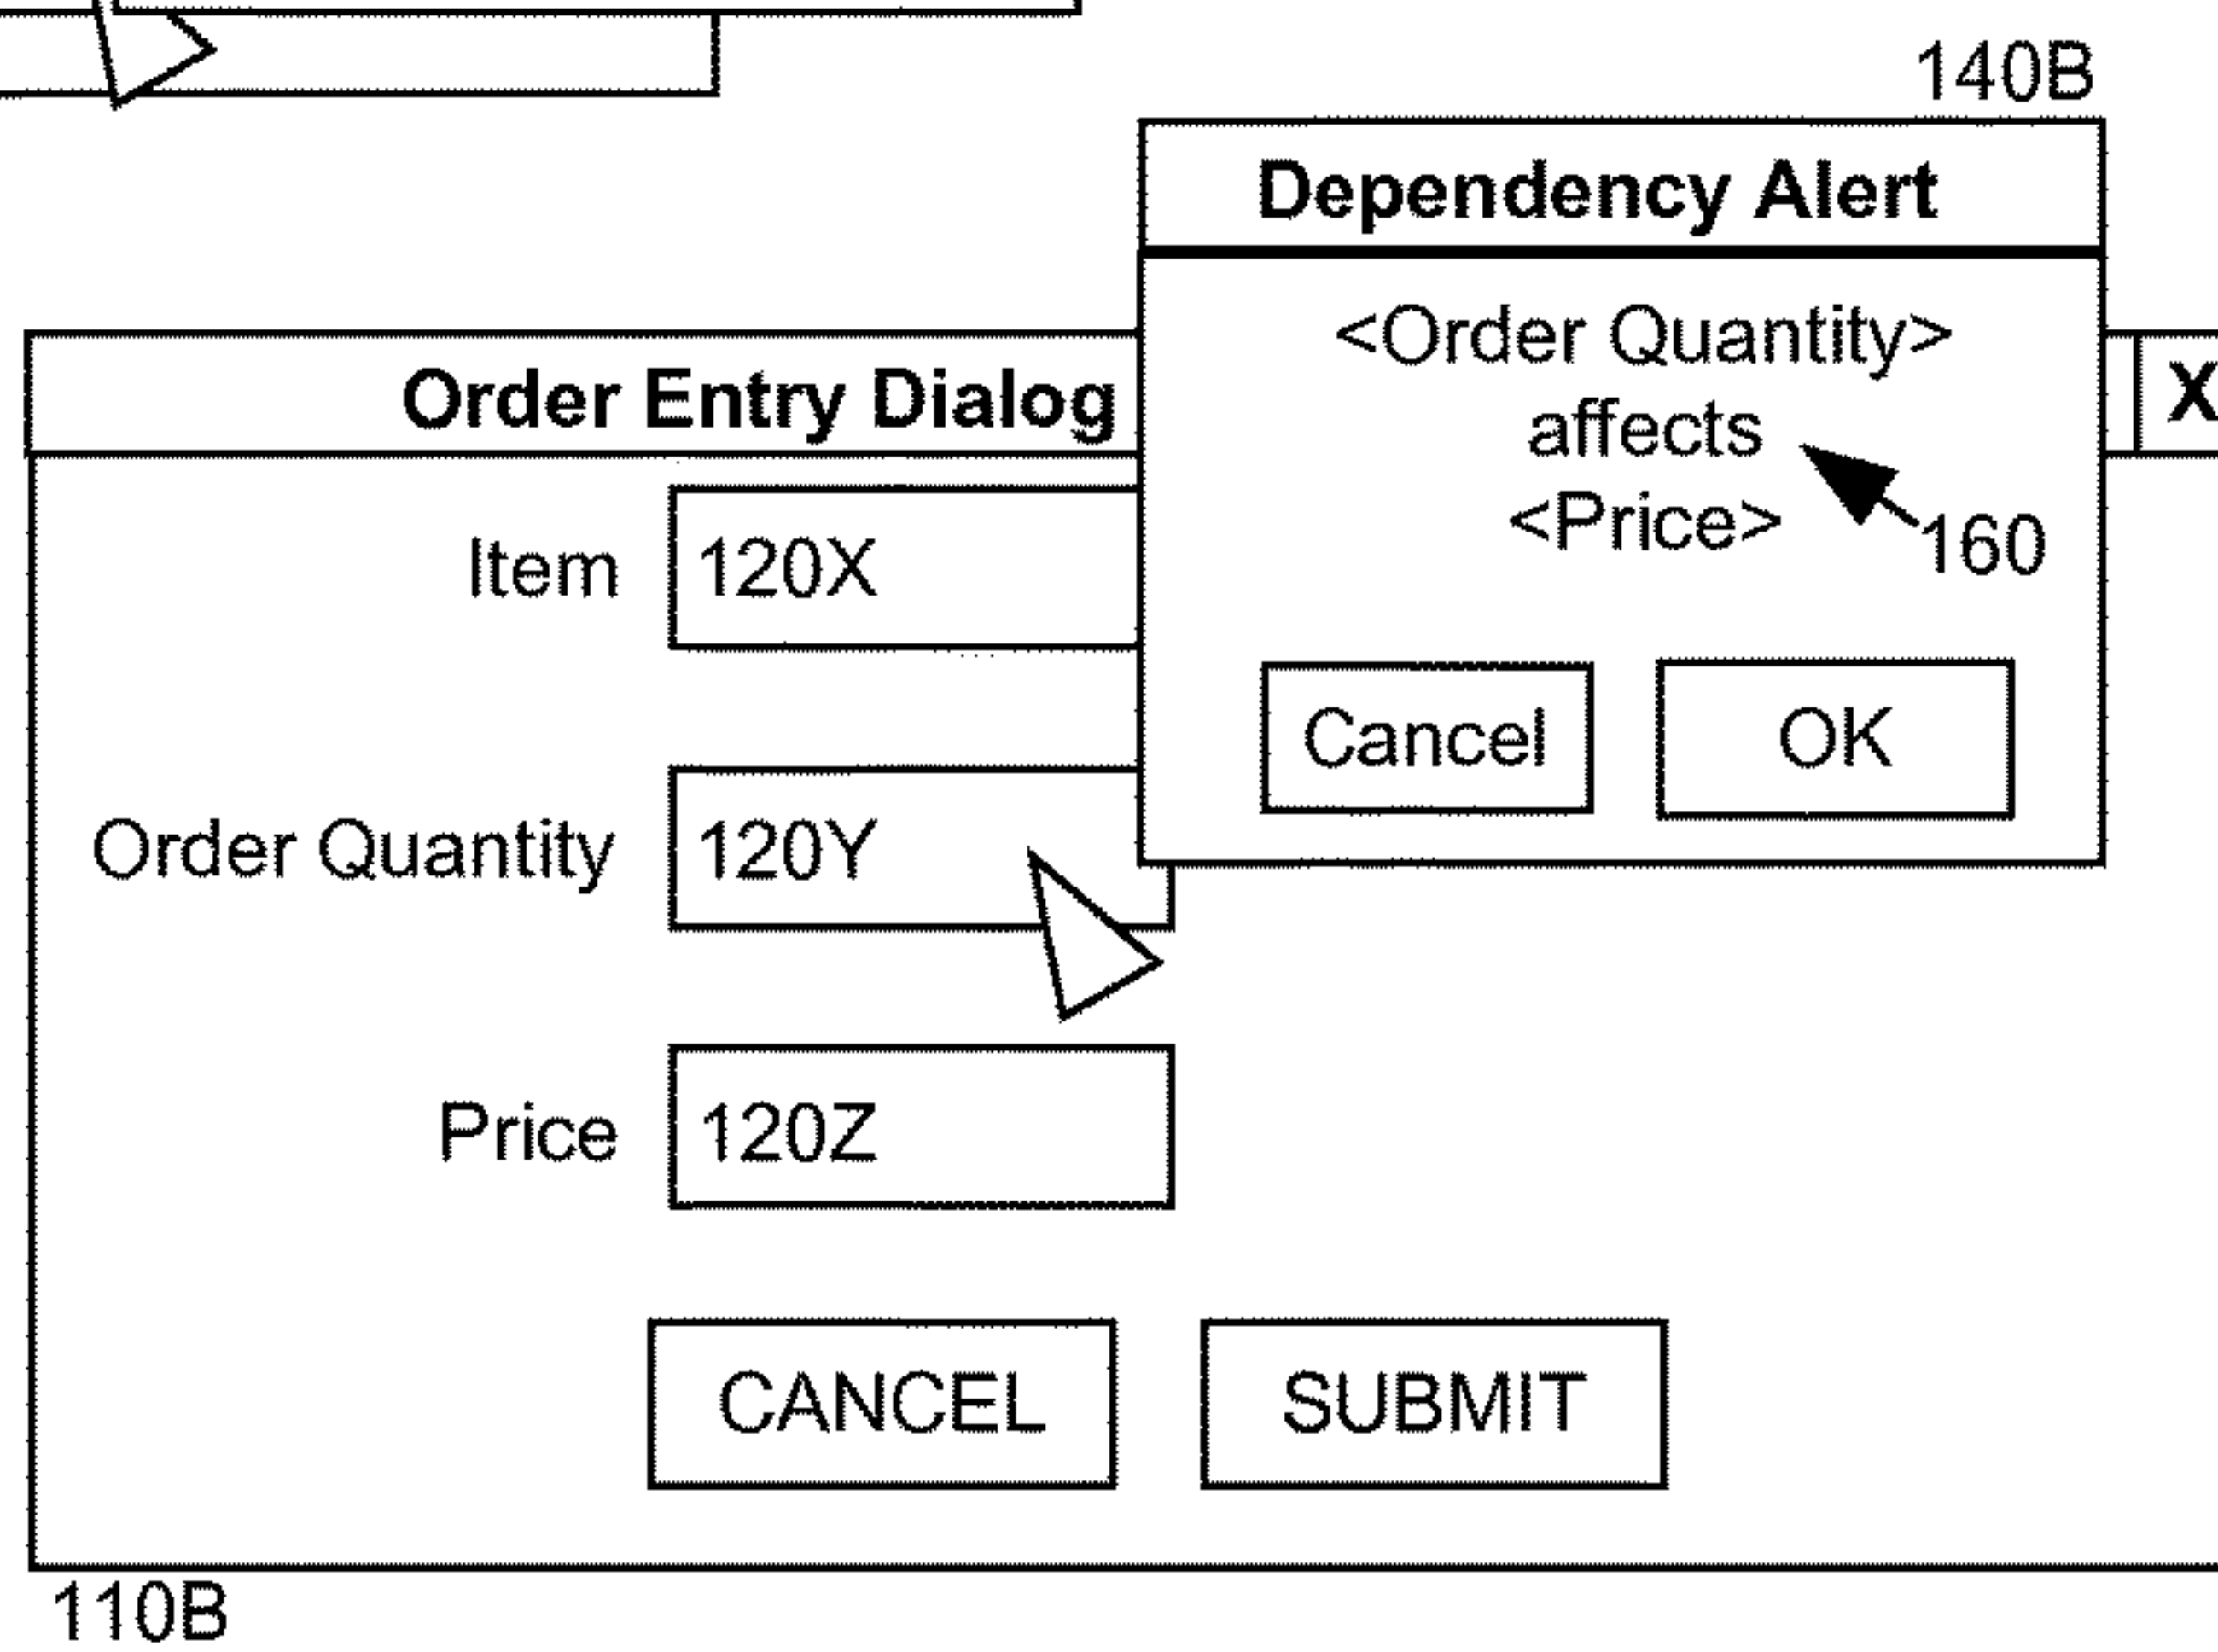 140B
Dependency Alert
<Order Quantity>
affects
<Price>
160
Cancel OK
Order Entry Dialog X
Item 120X
Order Quantity 120Y
Price 120Z
CANCEL SUBMIT
110B